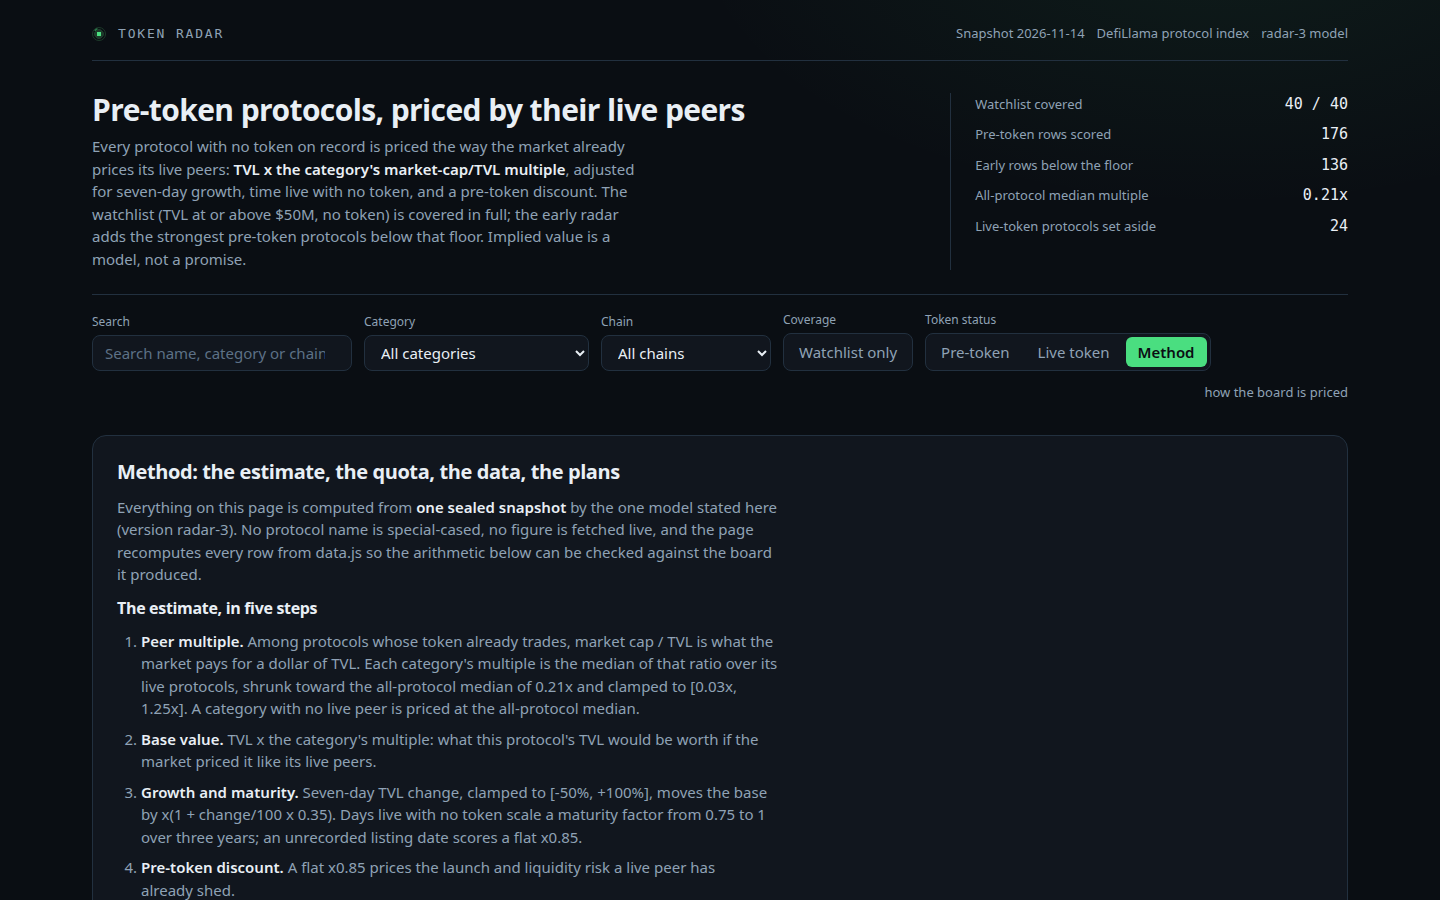 TOKEN RADAR
Snapshot 2026-11-14 DefiLlama protocol index radar-3 model
Pre-token protocols, priced by their live peers
Every protocol with no token on record is priced the way the market already
prices its live peers: TVL x the category's market-cap/TVL multiple, adjusted
for seven-day growth, time live with no token, and a pre-token discount. The
watchlist (TVL at or above $50M, no token) is covered in full; the early radar
adds the strongest pre-token protocols below that floor. Implied value is a
model, not a promise.
Watchlist covered 40 / 40
Pre-token rows scored 176
Early rows below the floor 136
All-protocol median multiple 0.21x
Live-token protocols set aside 24
Search Category Chain Coverage Token status
Search name, category or chain All categories All chains Watchlist only Pre-token Live token Method
how the board is priced
Method: the estimate, the quota, the data, the plans
Everything on this page is computed from one sealed snapshot by the one model stated here
(version radar-3). No protocol name is special-cased, no figure is fetched live, and the page
recomputes every row from data.js so the arithmetic below can be checked against the board
it produced.
The estimate, in five steps
1. Peer multiple. Among protocols whose token already trades, market cap / TVL is what the
market pays for a dollar of TVL. Each category's multiple is the median of that ratio over its
live protocols, shrunk toward the all-protocol median of 0.21x and clamped to [0.03x,
1.25x]. A category with no live peer is priced at the all-protocol median.
2. Base value. TVL x the category's multiple: what this protocol's TVL would be worth if the
market priced it like its live peers.
3. Growth and maturity. Seven-day TVL change, clamped to [-50%, +100%], moves the base
by x(1 + change/100 x 0.35). Days live with no token scale a maturity factor from 0.75 to 1
over three years; an unrecorded listing date scores a flat x0.85.
4. Pre-token discount. A flat x0.85 prices the launch and liquidity risk a live peer has
already shed.